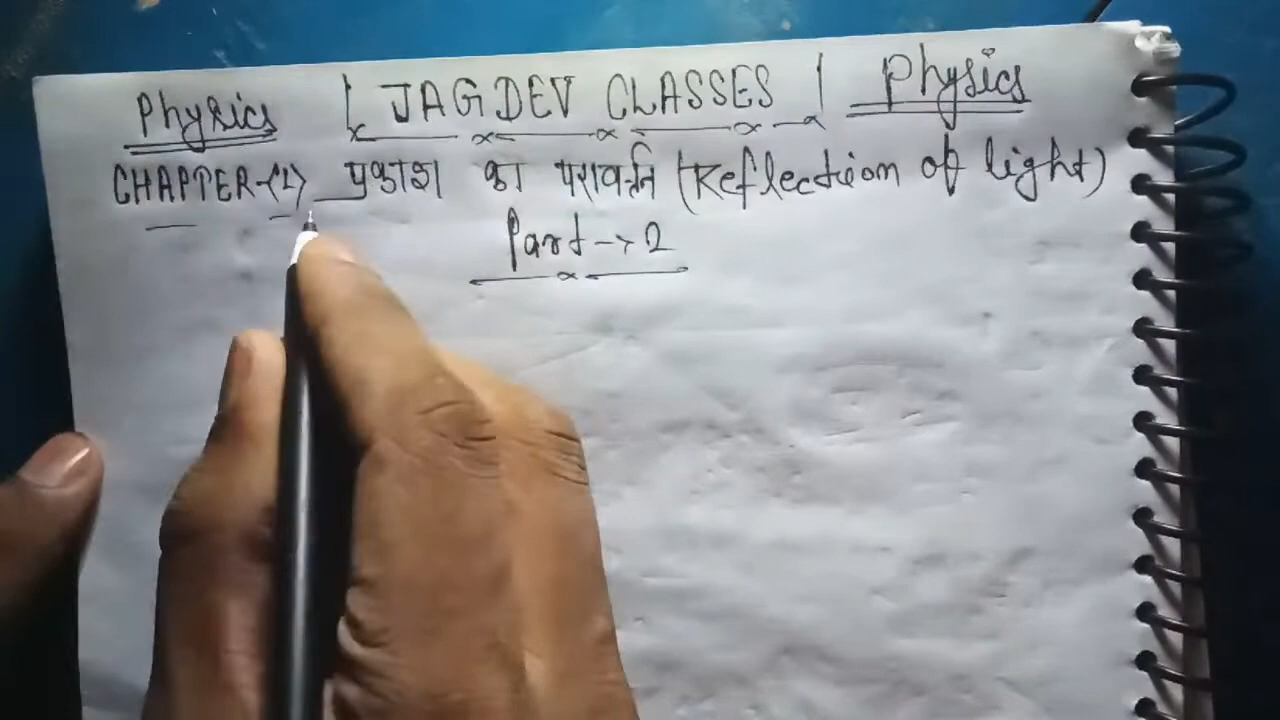 Physics [ JAGDEV CLASSES ] Physics
CHAPTER-(1) प्रकाश का परावर्तन (Reflection of light)
Part → 2